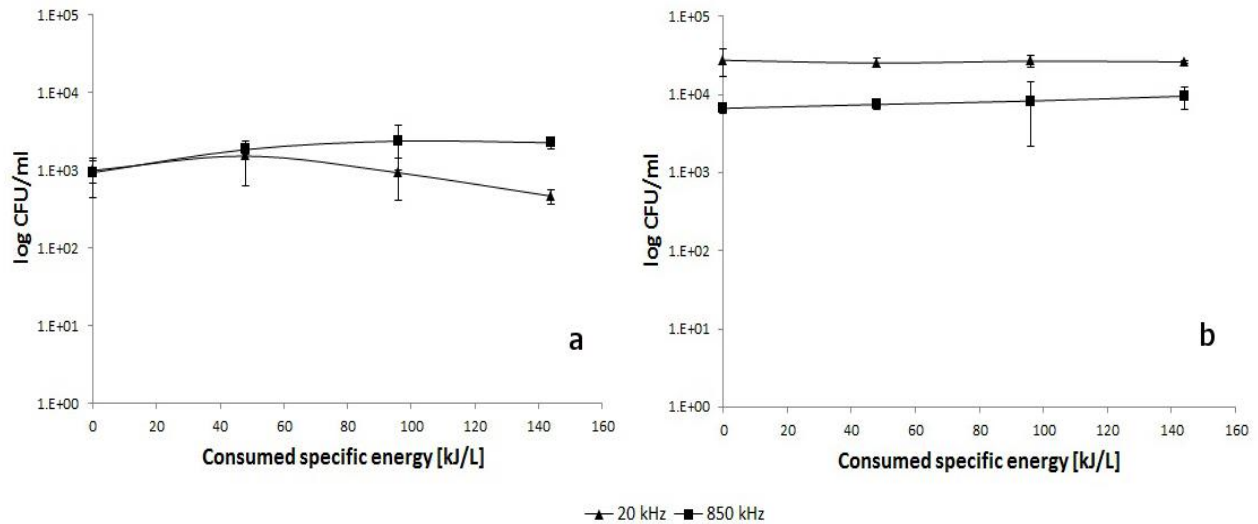 1.E+05
1.E+04
1.E+03
1.E+02
1.E+01
1.E+00
log CFU/ml
0 20 40 60 80 100 120 140 160
Consumed specific energy [kJ/L]
a
1.E+05
1.E+04
1.E+03
1.E+02
1.E+01
1.E+00
log CFU/ml
0 20 40 60 80 100 120 140 160
Consumed specific energy [kJ/L]
b
20 kHz 850 kHz